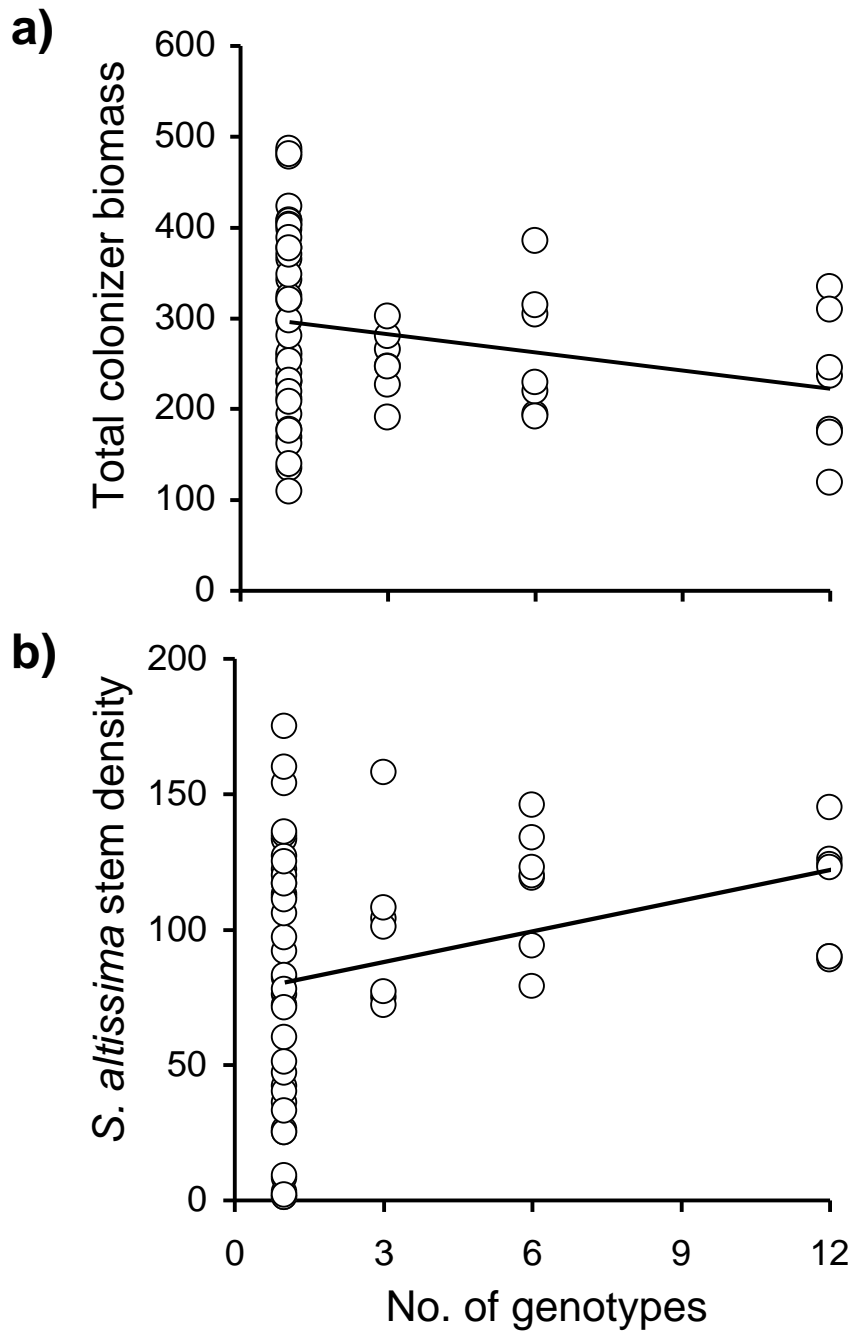 a)
Total colonizer biomass
600
500
400
300
200
100
0
b)
S. altissima stem density
200
150
100
50
0
0 3 6 9 12
No. of genotypes